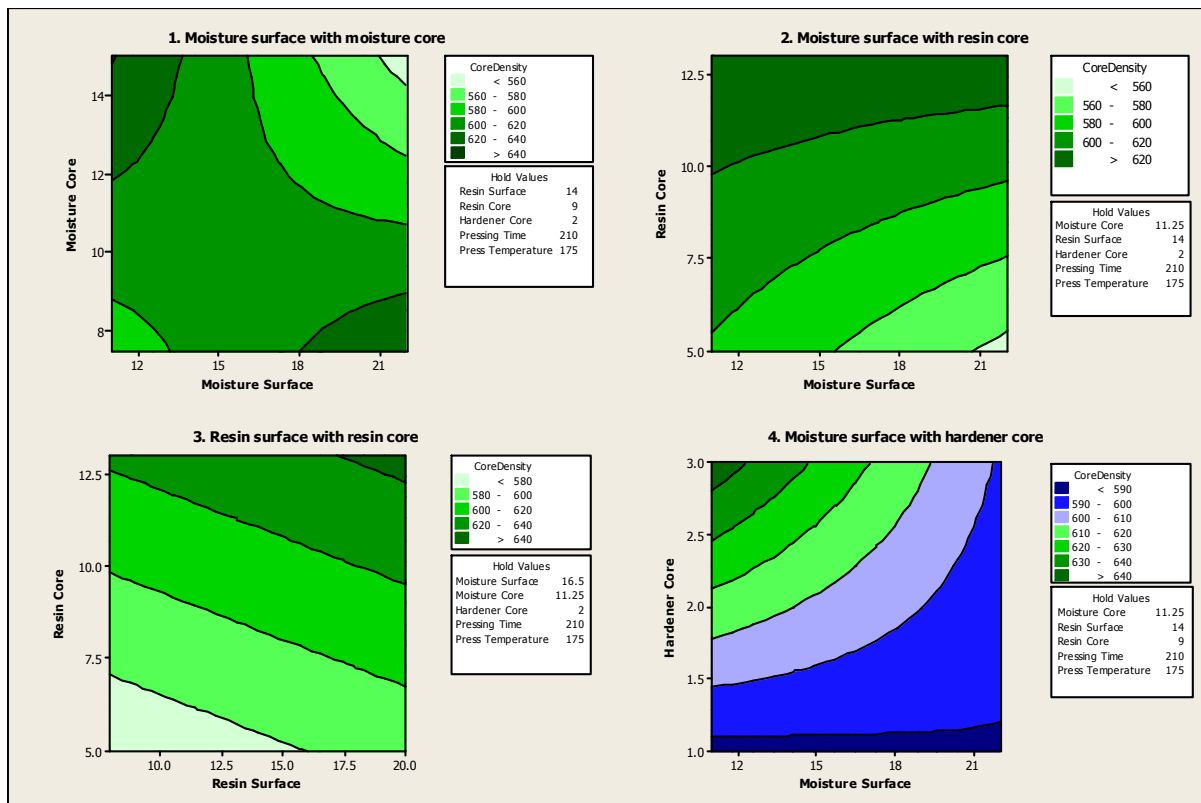 1. Moisture surface with moisture core
CoreDensity
< 560
560 - 580
580 - 600
600 - 620
620 - 640
> 640
Hold Values
Resin Surface 14
Resin Core 9
Hardener Core 2
Pressing Time 210
Press Temperature 175
Moisture Core
14
12
10
8
12 15 18 21
Moisture Surface
2. Moisture surface with resin core
CoreDensity
< 560
560 - 580
580 - 600
600 - 620
> 620
Hold Values
Moisture Core 11.25
Resin Surface 14
Hardener Core 2
Pressing Time 210
Press Temperature 175
Resin Core
12.5
10.0
7.5
5.0
12 15 18 21
Moisture Surface
3. Resin surface with resin core
CoreDensity
< 580
580 - 600
600 - 620
620 - 640
> 640
Hold Values
Moisture Surface 16.5
Moisture Core 11.25
Hardener Core 2
Pressing Time 210
Press Temperature 175
Resin Core
12.5
10.0
7.5
5.0
10.0 12.5 15.0 17.5 20.0
Resin Surface
4. Moisture surface with hardener core
CoreDensity
< 590
590 - 600
600 - 610
610 - 620
620 - 630
630 - 640
> 640
Hold Values
Moisture Core 11.25
Resin Surface 14
Resin Core 9
Pressing Time 210
Press Temperature 175
Hardener Core
3.0
2.5
2.0
1.5
1.0
12 15 18 21
Moisture Surface